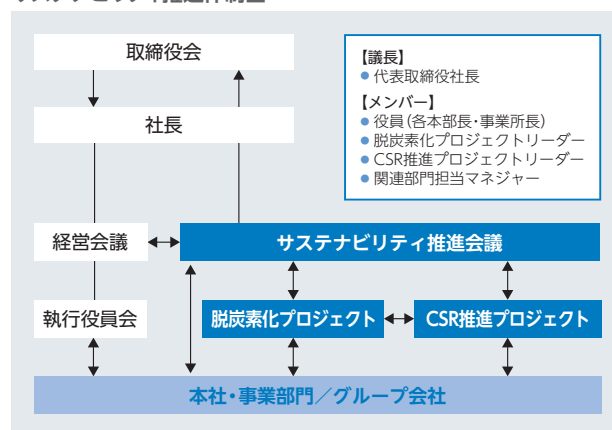 取締役会
社長
【議長】
● 代表取締役社長
【メンバー】
● 役員(各本部長・事業所長)
● 脱炭素化プロジェクトリーダー
● CSR推進プロジェクトリーダー
● 関連部門担当マネジャー
経営会議
サステナビリティ推進会議
執行役員会
脱炭素化プロジェクト
CSR推進プロジェクト
本社・事業部門／グループ会社